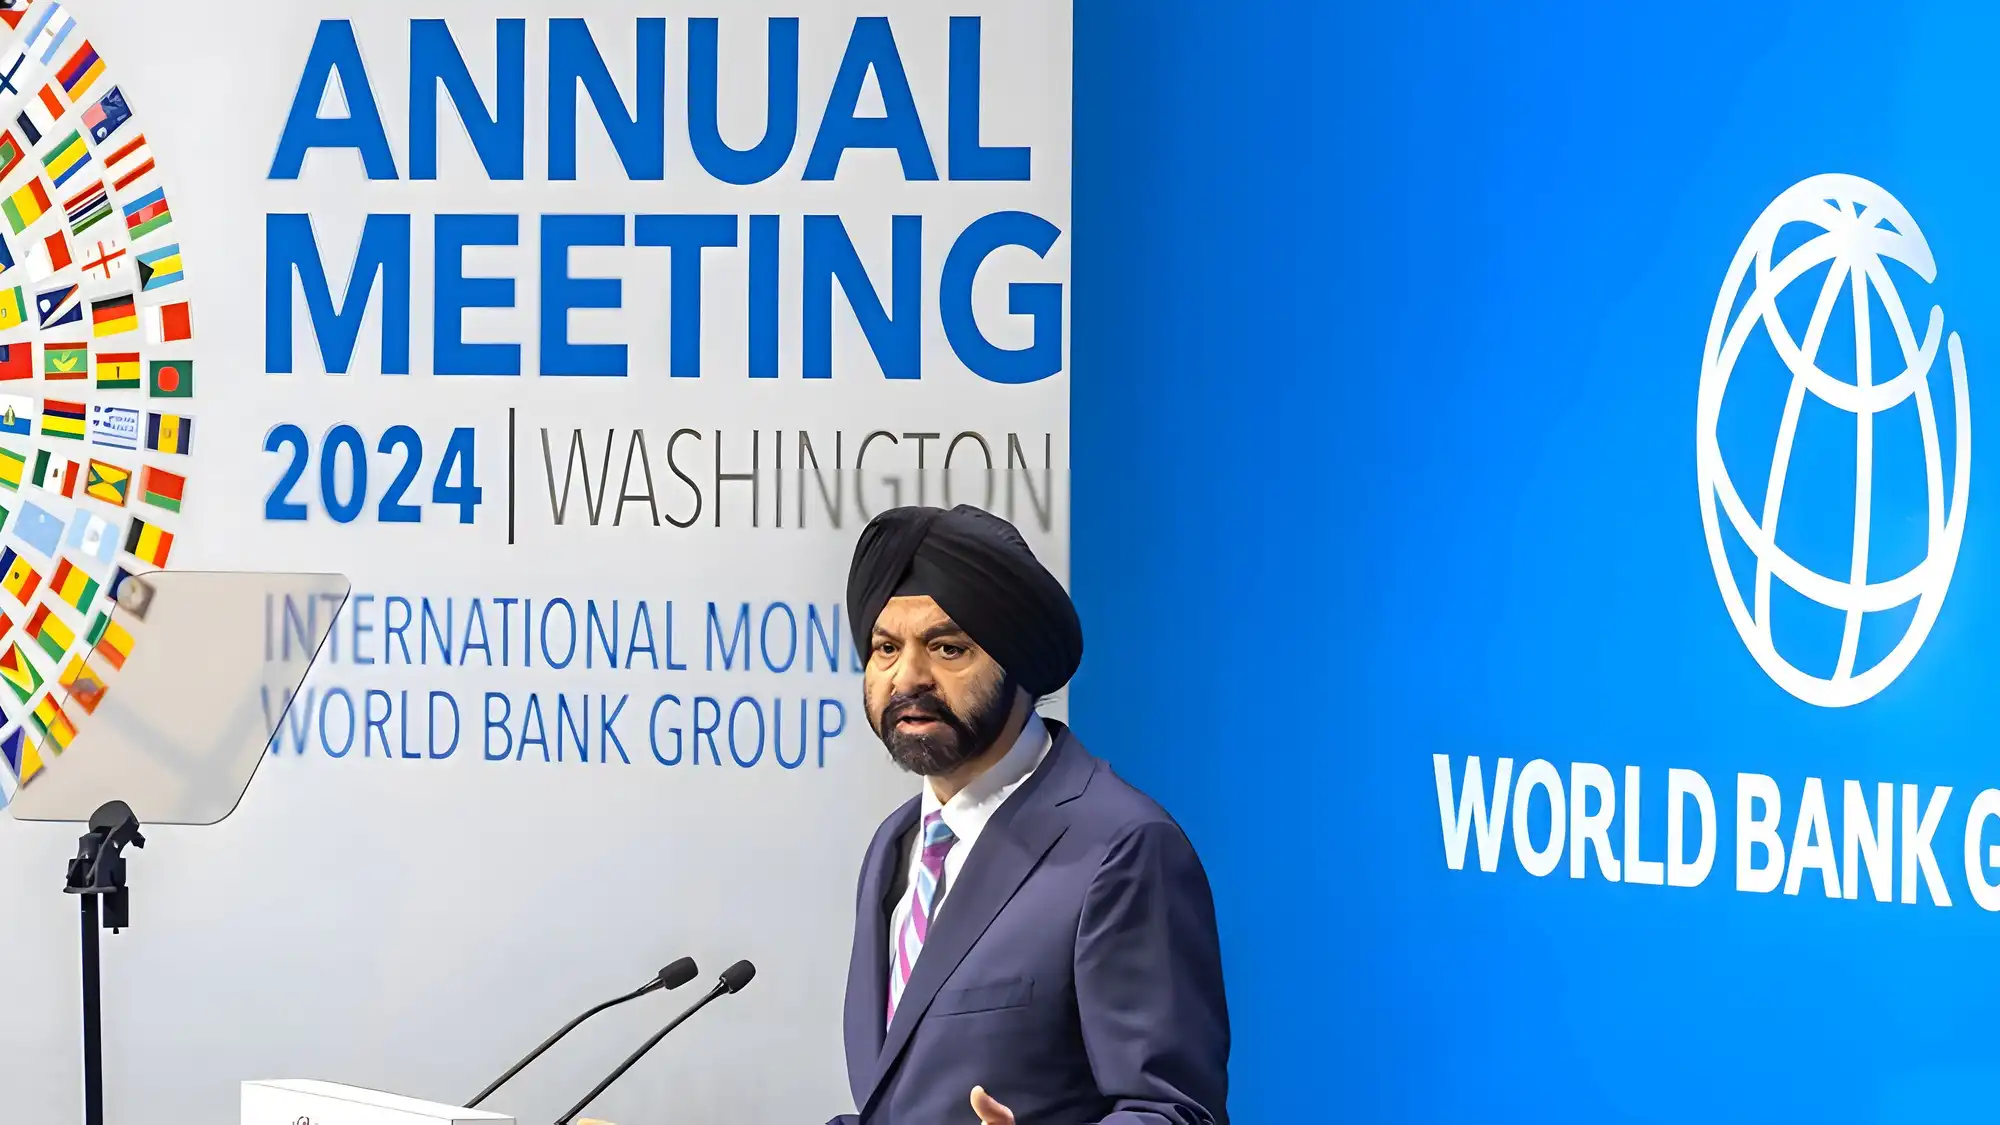 ANNUAL
MEETING
2024 | WASHINGTON
INTERNATIONAL MON
WORLD BANK GROUP
WORLD BANK G